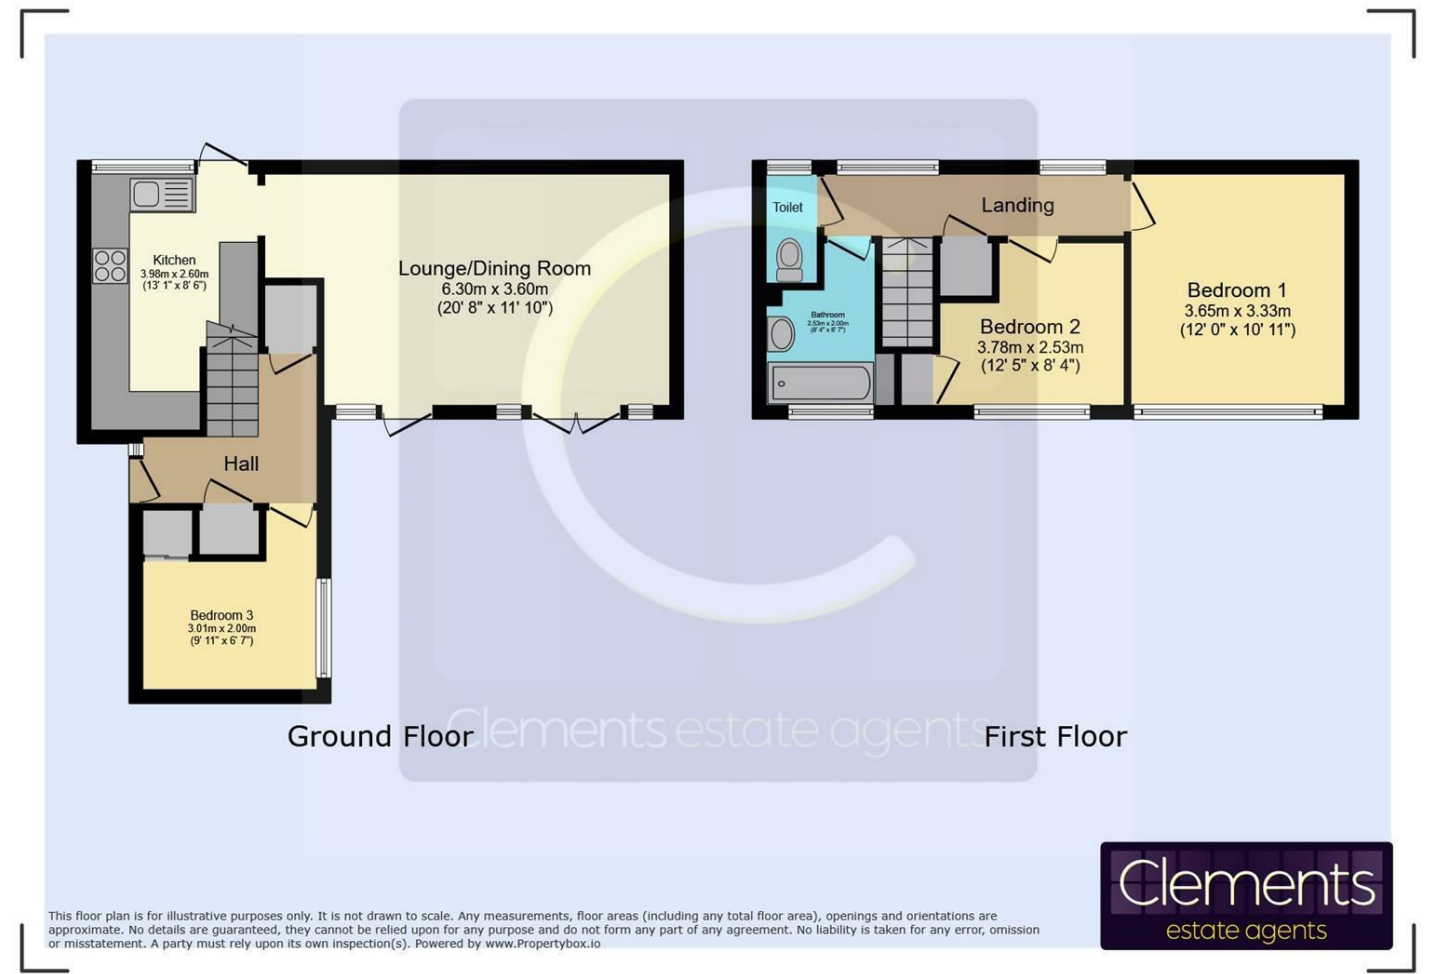 Kitchen
3.98m x 2.60m
(13' 1" x 8' 6")
Lounge/Dining Room
6.30m x 3.60m
(20' 8" x 11' 10")
Hall
Bedroom 3
3.01m x 2.00m
(9' 11" x 6' 7")
Toilet
Landing
Bathroom
2.53m x 2.00m
(8' 4" x 6' 7")
Bedroom 2
3.78m x 2.53m
(12' 5" x 8' 4")
Bedroom 1
3.65m x 3.33m
(12' 0" x 10' 11")
Clements estate agents
Ground Floor
First Floor
Clements
estate agents
This floor plan is for illustrative purposes only. It is not drawn to scale. Any measurements, floor areas (including any total floor area), openings and orientations are
approximate. No details are guaranteed, they cannot be relied upon for any purpose and do not form any part of any agreement. No liability is taken for any error, omission
or misstatement. A party must rely upon its own inspection(s). Powered by www.Propertybox.io